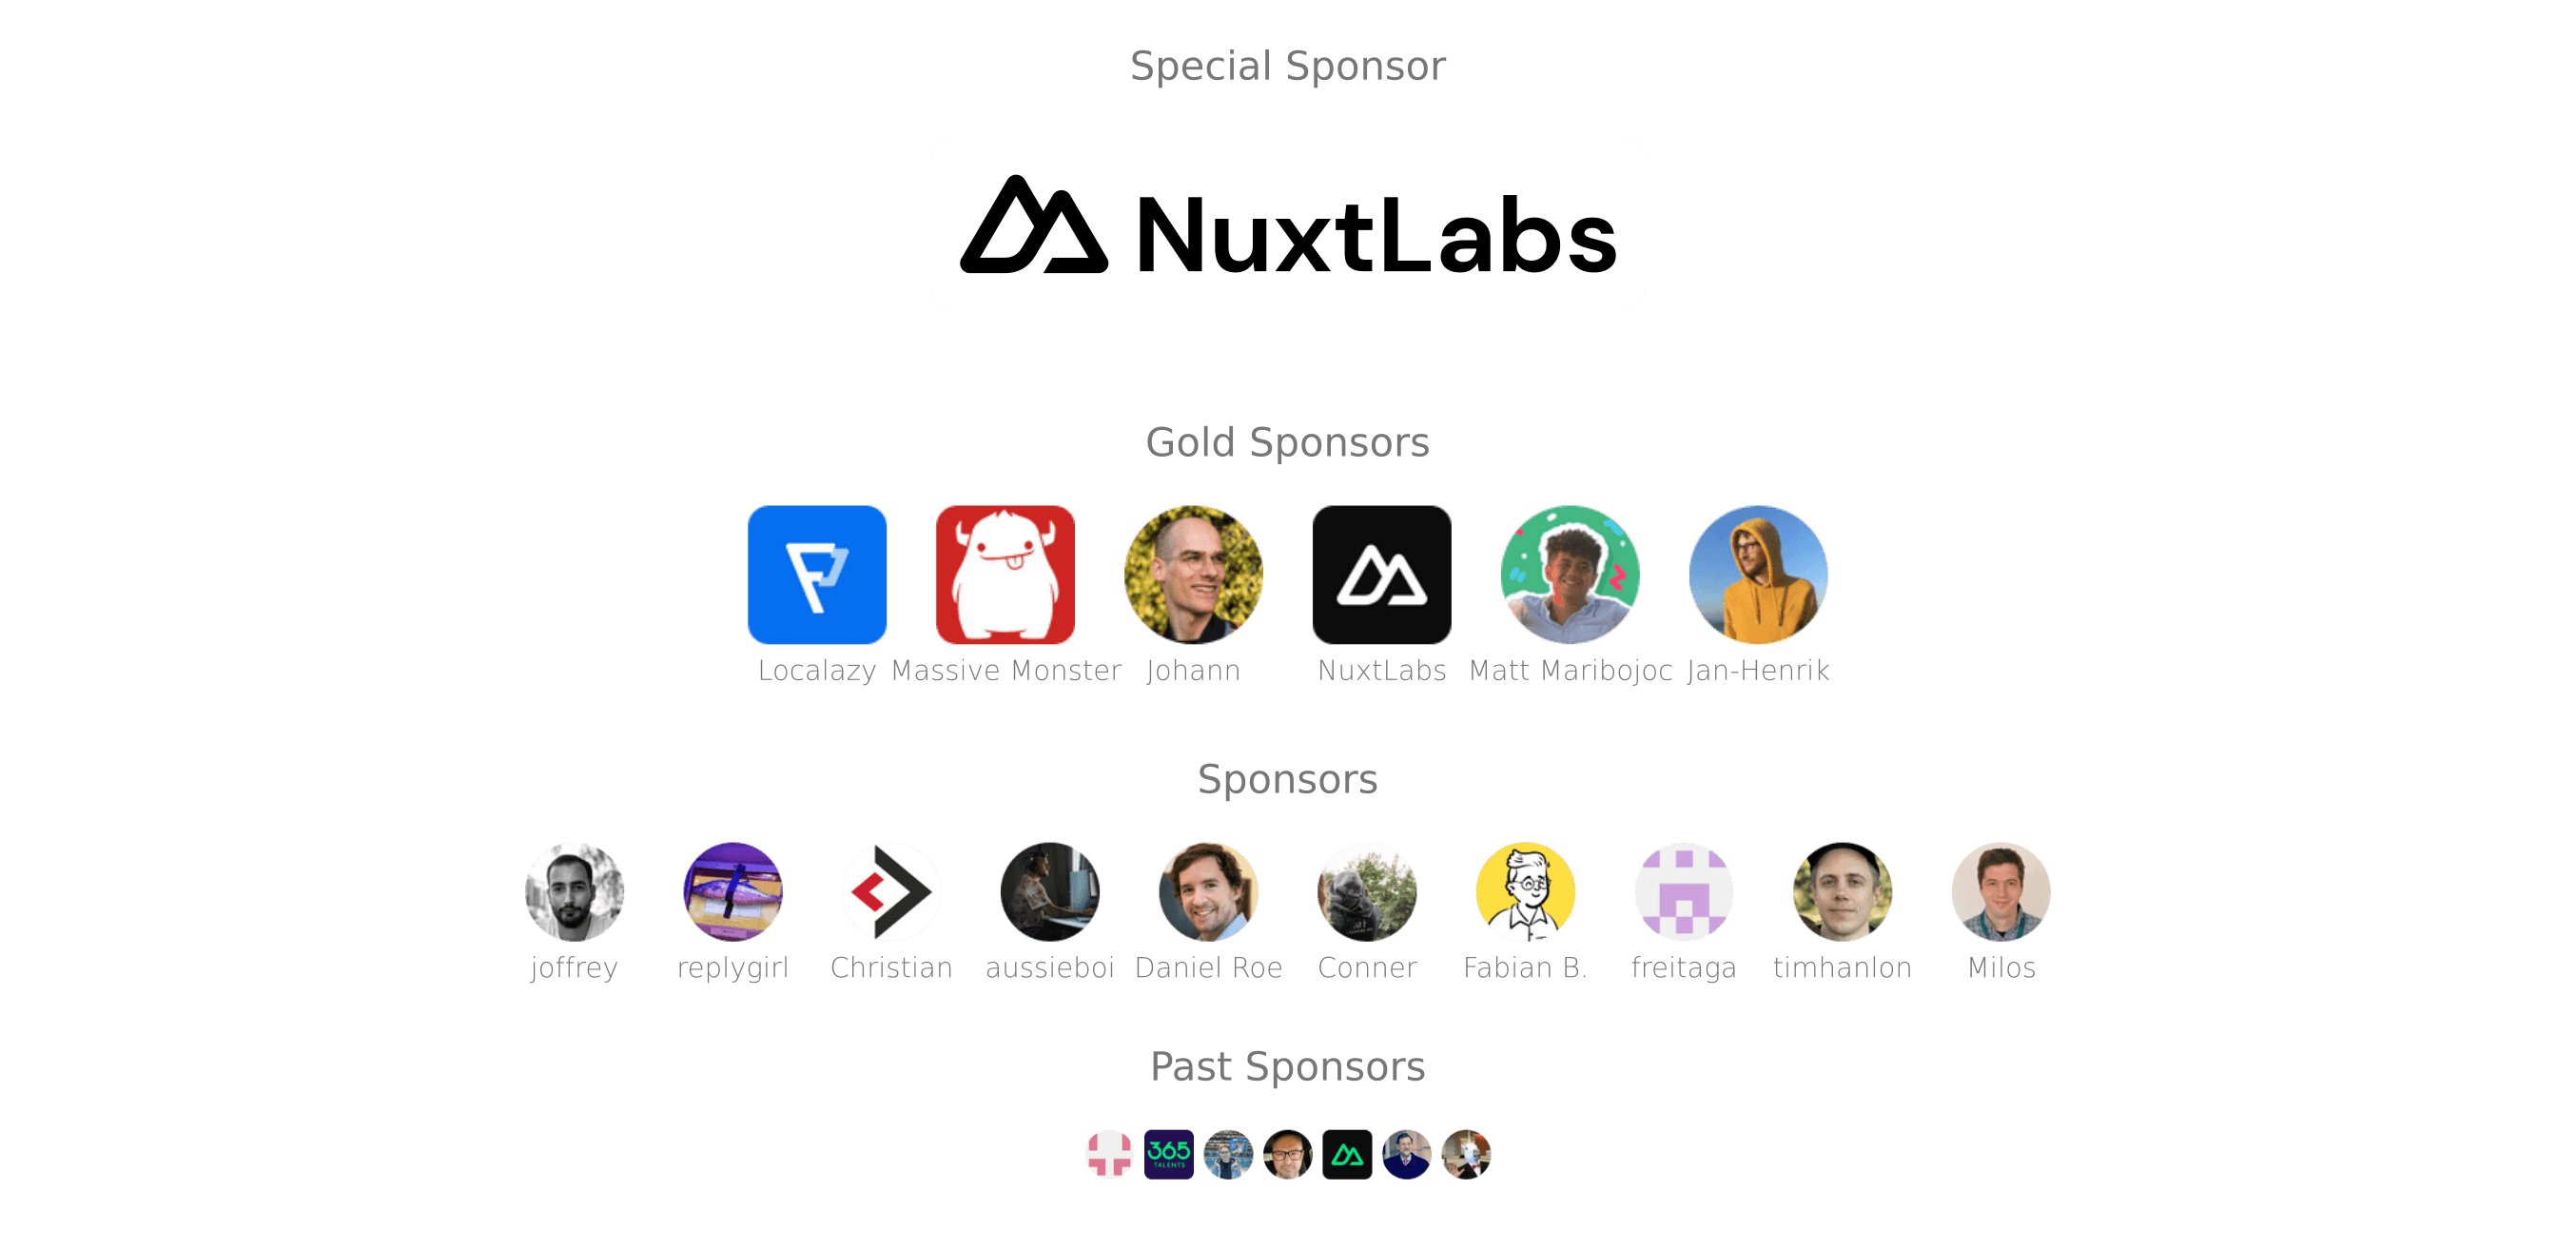 Special Sponsor
NuxtLabs
Gold Sponsors
Localazy Massive Monster Johann NuxtLabs Matt Maribojoc Jan-Henrik
Sponsors
joffrey replygirl Christian aussieboi Daniel Roe Conner Fabian B. freitaga timhanlon Milos
Past Sponsors
365
TALENTS